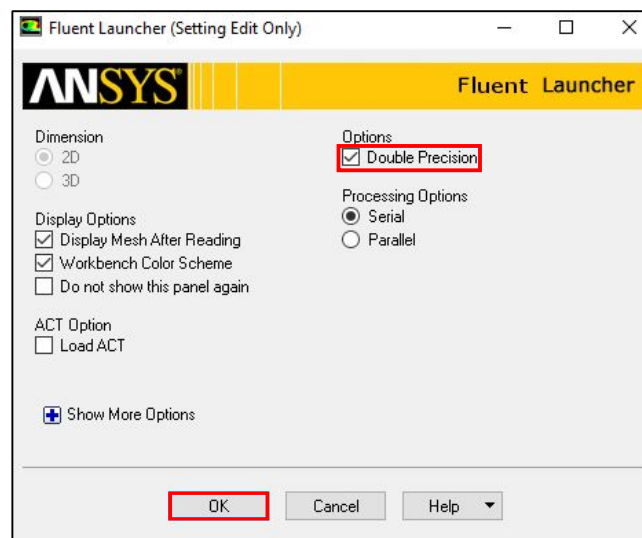 Fluent Launcher (Setting Edit Only)
ANSYS
Fluent Launcher
Dimension
2D
3D
Display Options
Display Mesh After Reading
Workbench Color Scheme
Do not show this panel again
ACT Option
Load ACT
Show More Options
Options
Double Precision
Processing Options
Serial
Parallel
OK Cancel Help